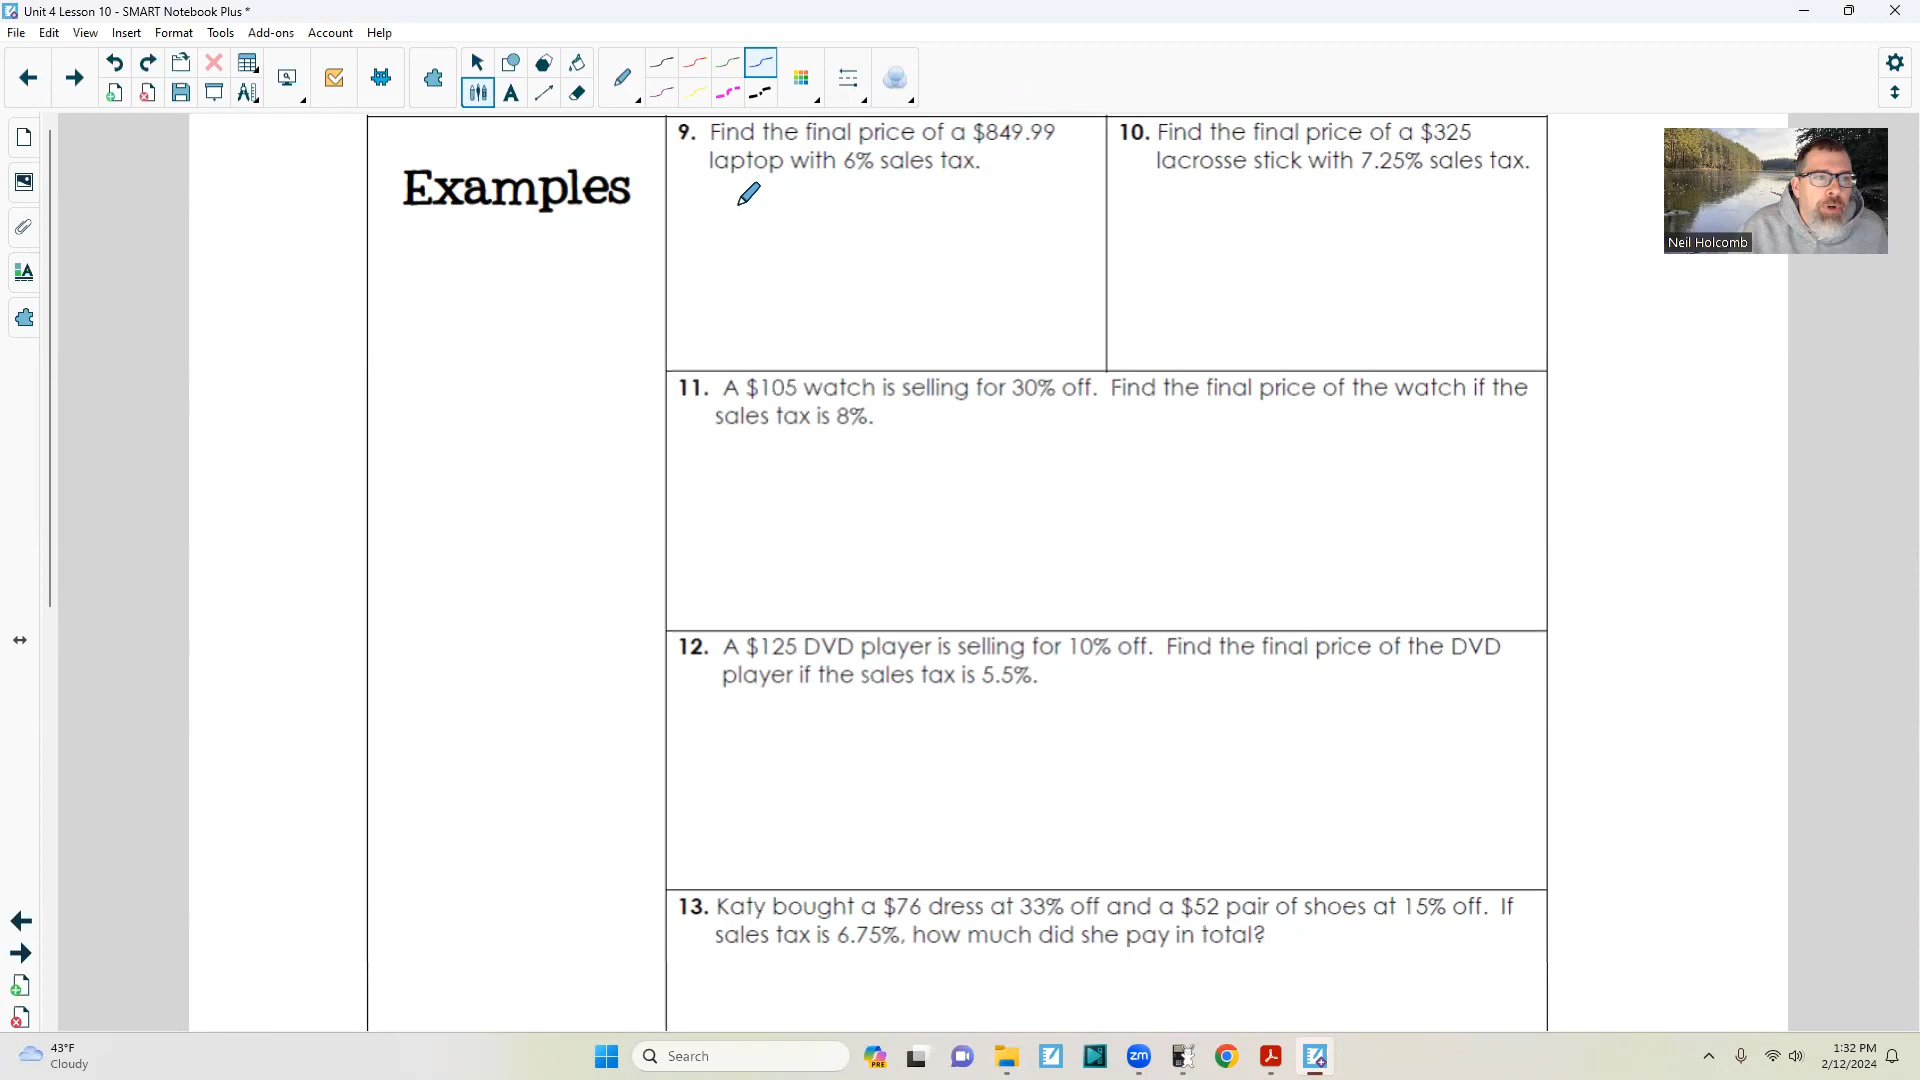 Unit 4 Lesson 10 - SMART Notebook Plus *
File Edit View Insert Format Tools Add-ons Account Help
Examples
9. Find the final price of a $849.99
laptop with 6% sales tax.
10. Find the final price of a $325
lacrosse stick with 7.25% sales tax.
Neil Holcomb
11. A $105 watch is selling for 30% off. Find the final price of the watch if the
sales tax is 8%.
12. A $125 DVD player is selling for 10% off. Find the final price of the DVD
player if the sales tax is 5.5%.
13. Katy bought a $76 dress at 33% off and a $52 pair of shoes at 15% off. If
sales tax is 6.75%, how much did she pay in total?
43°F
Cloudy
Search
PRE
zm
1:32 PM
2/12/2024